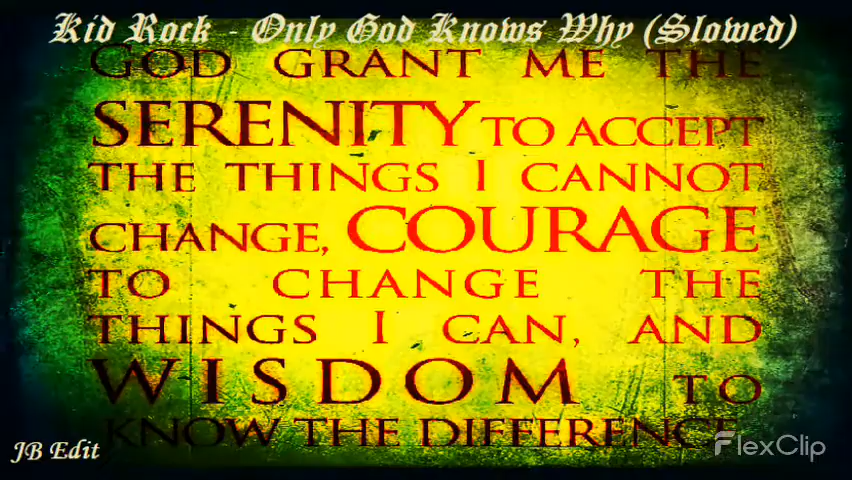 Kid Rock - Only God Knows Why (Slowed)
GOD GRANT ME THE
SERENITY TO ACCEPT
THE THINGS I CANNOT
CHANGE, COURAGE
TO CHANGE THE
THINGS I CAN, AND
WISDOM TO
KNOW THE DIFFERENCE
JB Edit
FlexClip